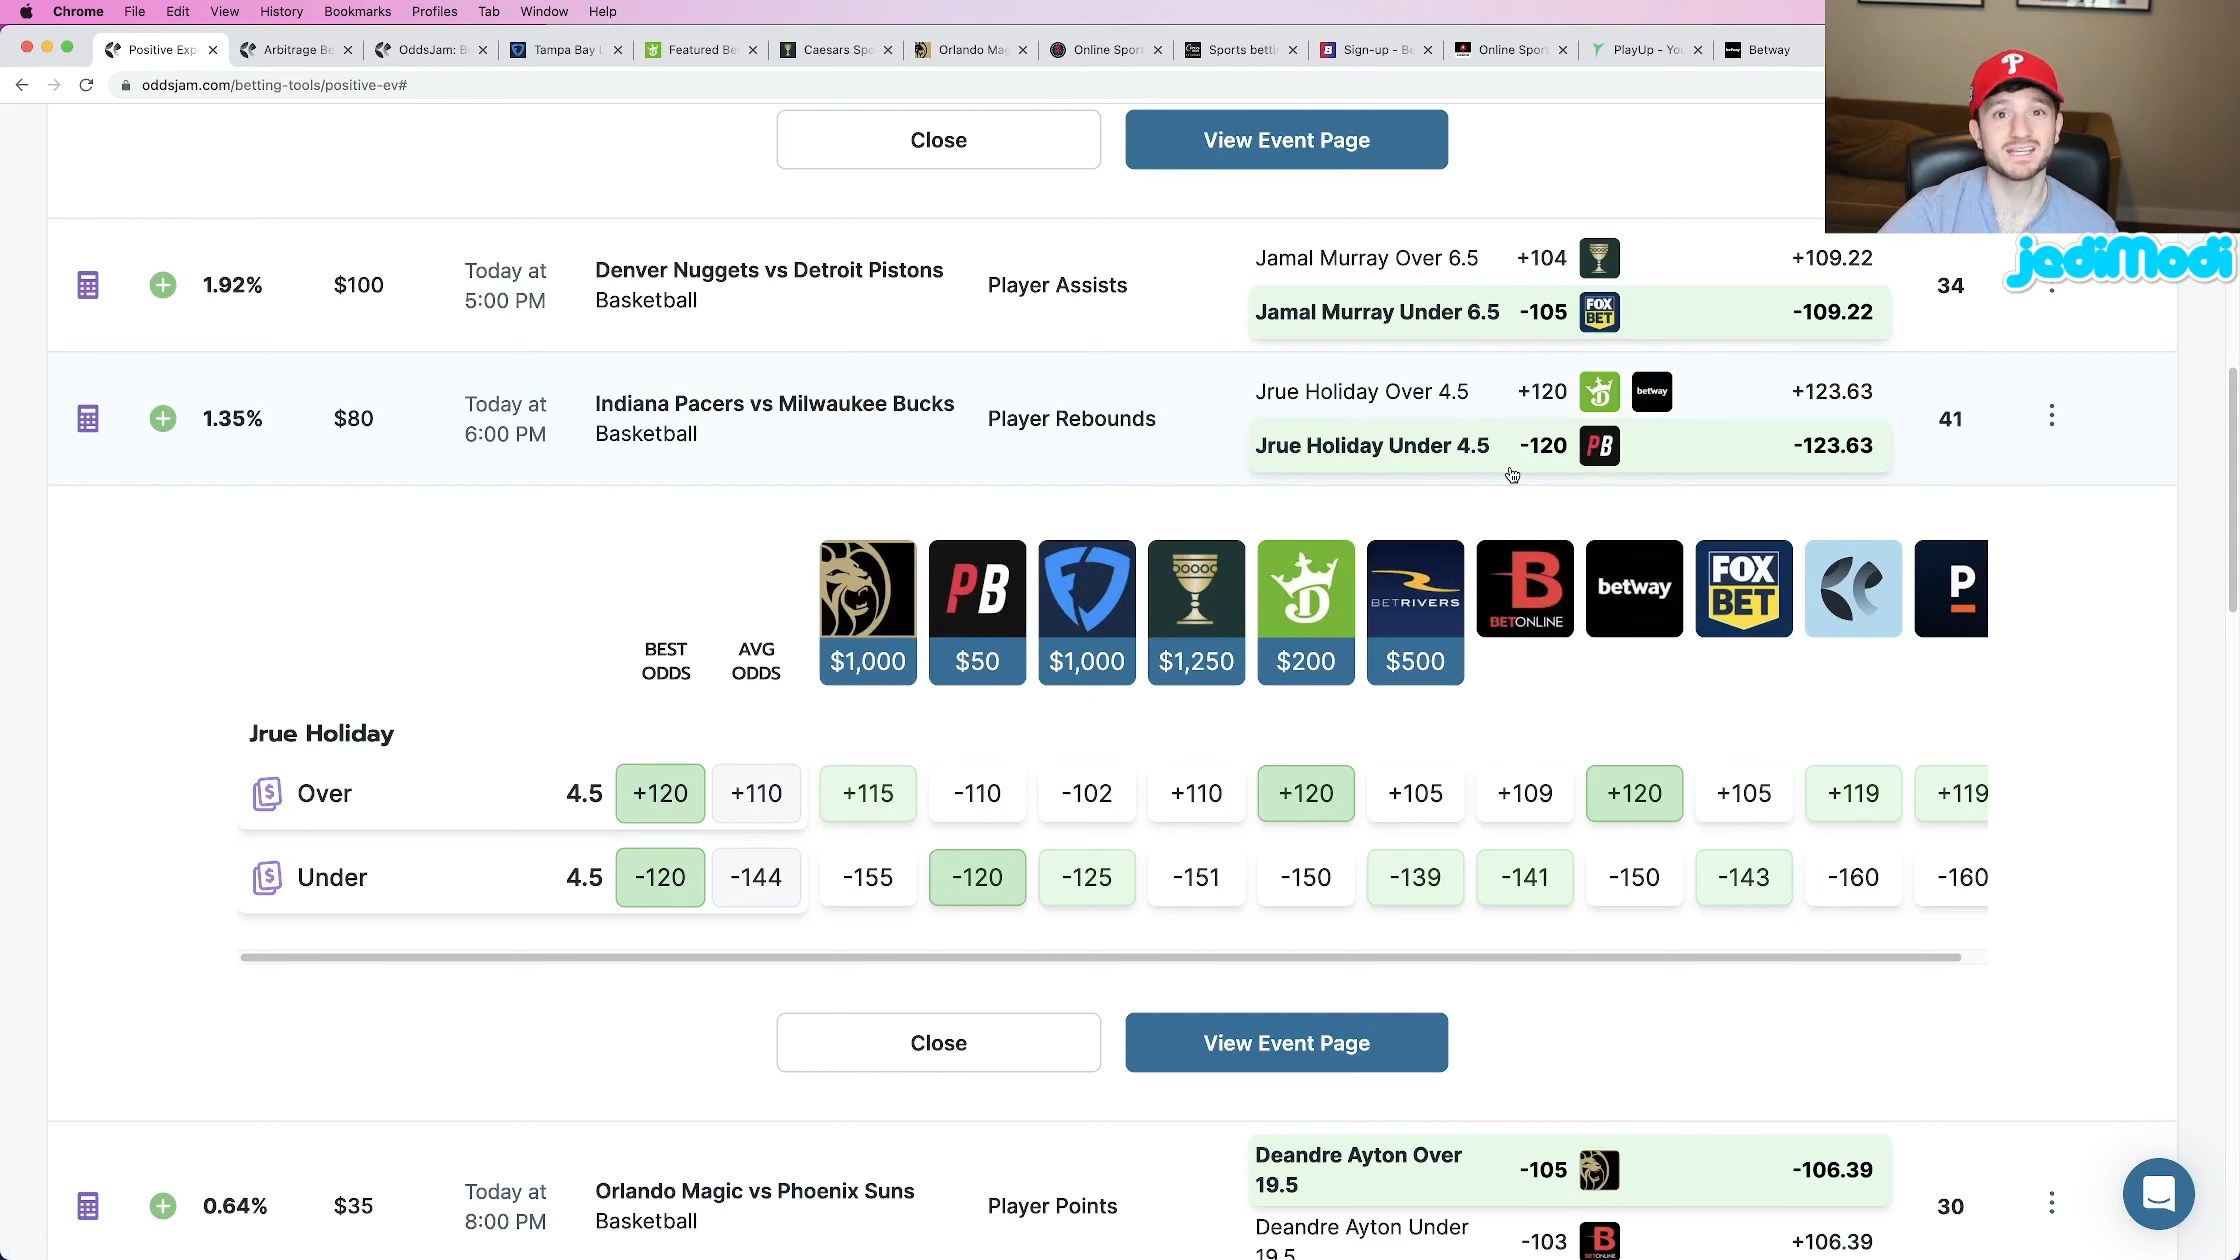 Chrome File Edit View History Bookmarks Profiles Tab Window Help
Positive Exp Arbitrage Be OddsJam: B Tampa Bay L Featured Be Caesars Spo Orlando Mag Online Sport Sports betti Sign-up - Be Online Spor PlayUp - You Betway
oddsjam.com/betting-tools/positive-ev#
Close View Event Page
P
jediModi
1.92% $100 Today at 5:00 PM Denver Nuggets vs Detroit Pistons Basketball Player Assists Jamal Murray Over 6.5 +104 +109.22 34
Jamal Murray Under 6.5 -105 FOX BET -109.22
1.35% $80 Today at 6:00 PM Indiana Pacers vs Milwaukee Bucks Basketball Player Rebounds Jrue Holiday Over 4.5 +120 betway +123.63 41
Jrue Holiday Under 4.5 -120 PB -123.63
PB BETRIVERS B BETONLINE betway FOX BET P
BEST ODDS AVG ODDS $1,000 $50 $1,000 $1,250 $200 $500
Jrue Holiday
Over 4.5 +120 +110 +115 -110 -102 +110 +120 +105 +109 +120 +105 +119 +119
Under 4.5 -120 -144 -155 -120 -125 -151 -150 -139 -141 -150 -143 -160 -160
Close View Event Page
0.64% $35 Today at 8:00 PM Orlando Magic vs Phoenix Suns Basketball Player Points Deandre Ayton Over 19.5 -105 -106.39 30
Deandre Ayton Under 19.5 -103 B BETONLINE +106.39